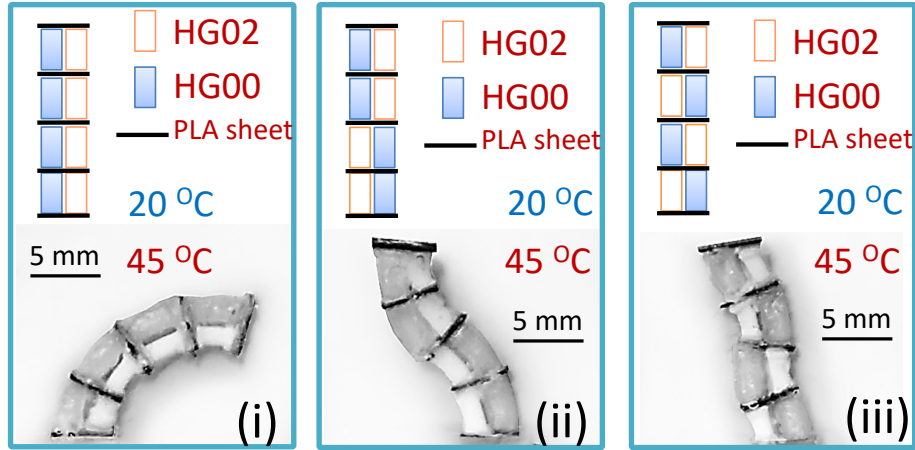 HG02
HG00
PLA sheet
20 ᴼC
45 ᴼC
5 mm
(i)
HG02
HG00
PLA sheet
20 ᴼC
45 ᴼC
5 mm
(ii)
HG02
HG00
PLA sheet
20 ᴼC
45 ᴼC
5 mm
(iii)